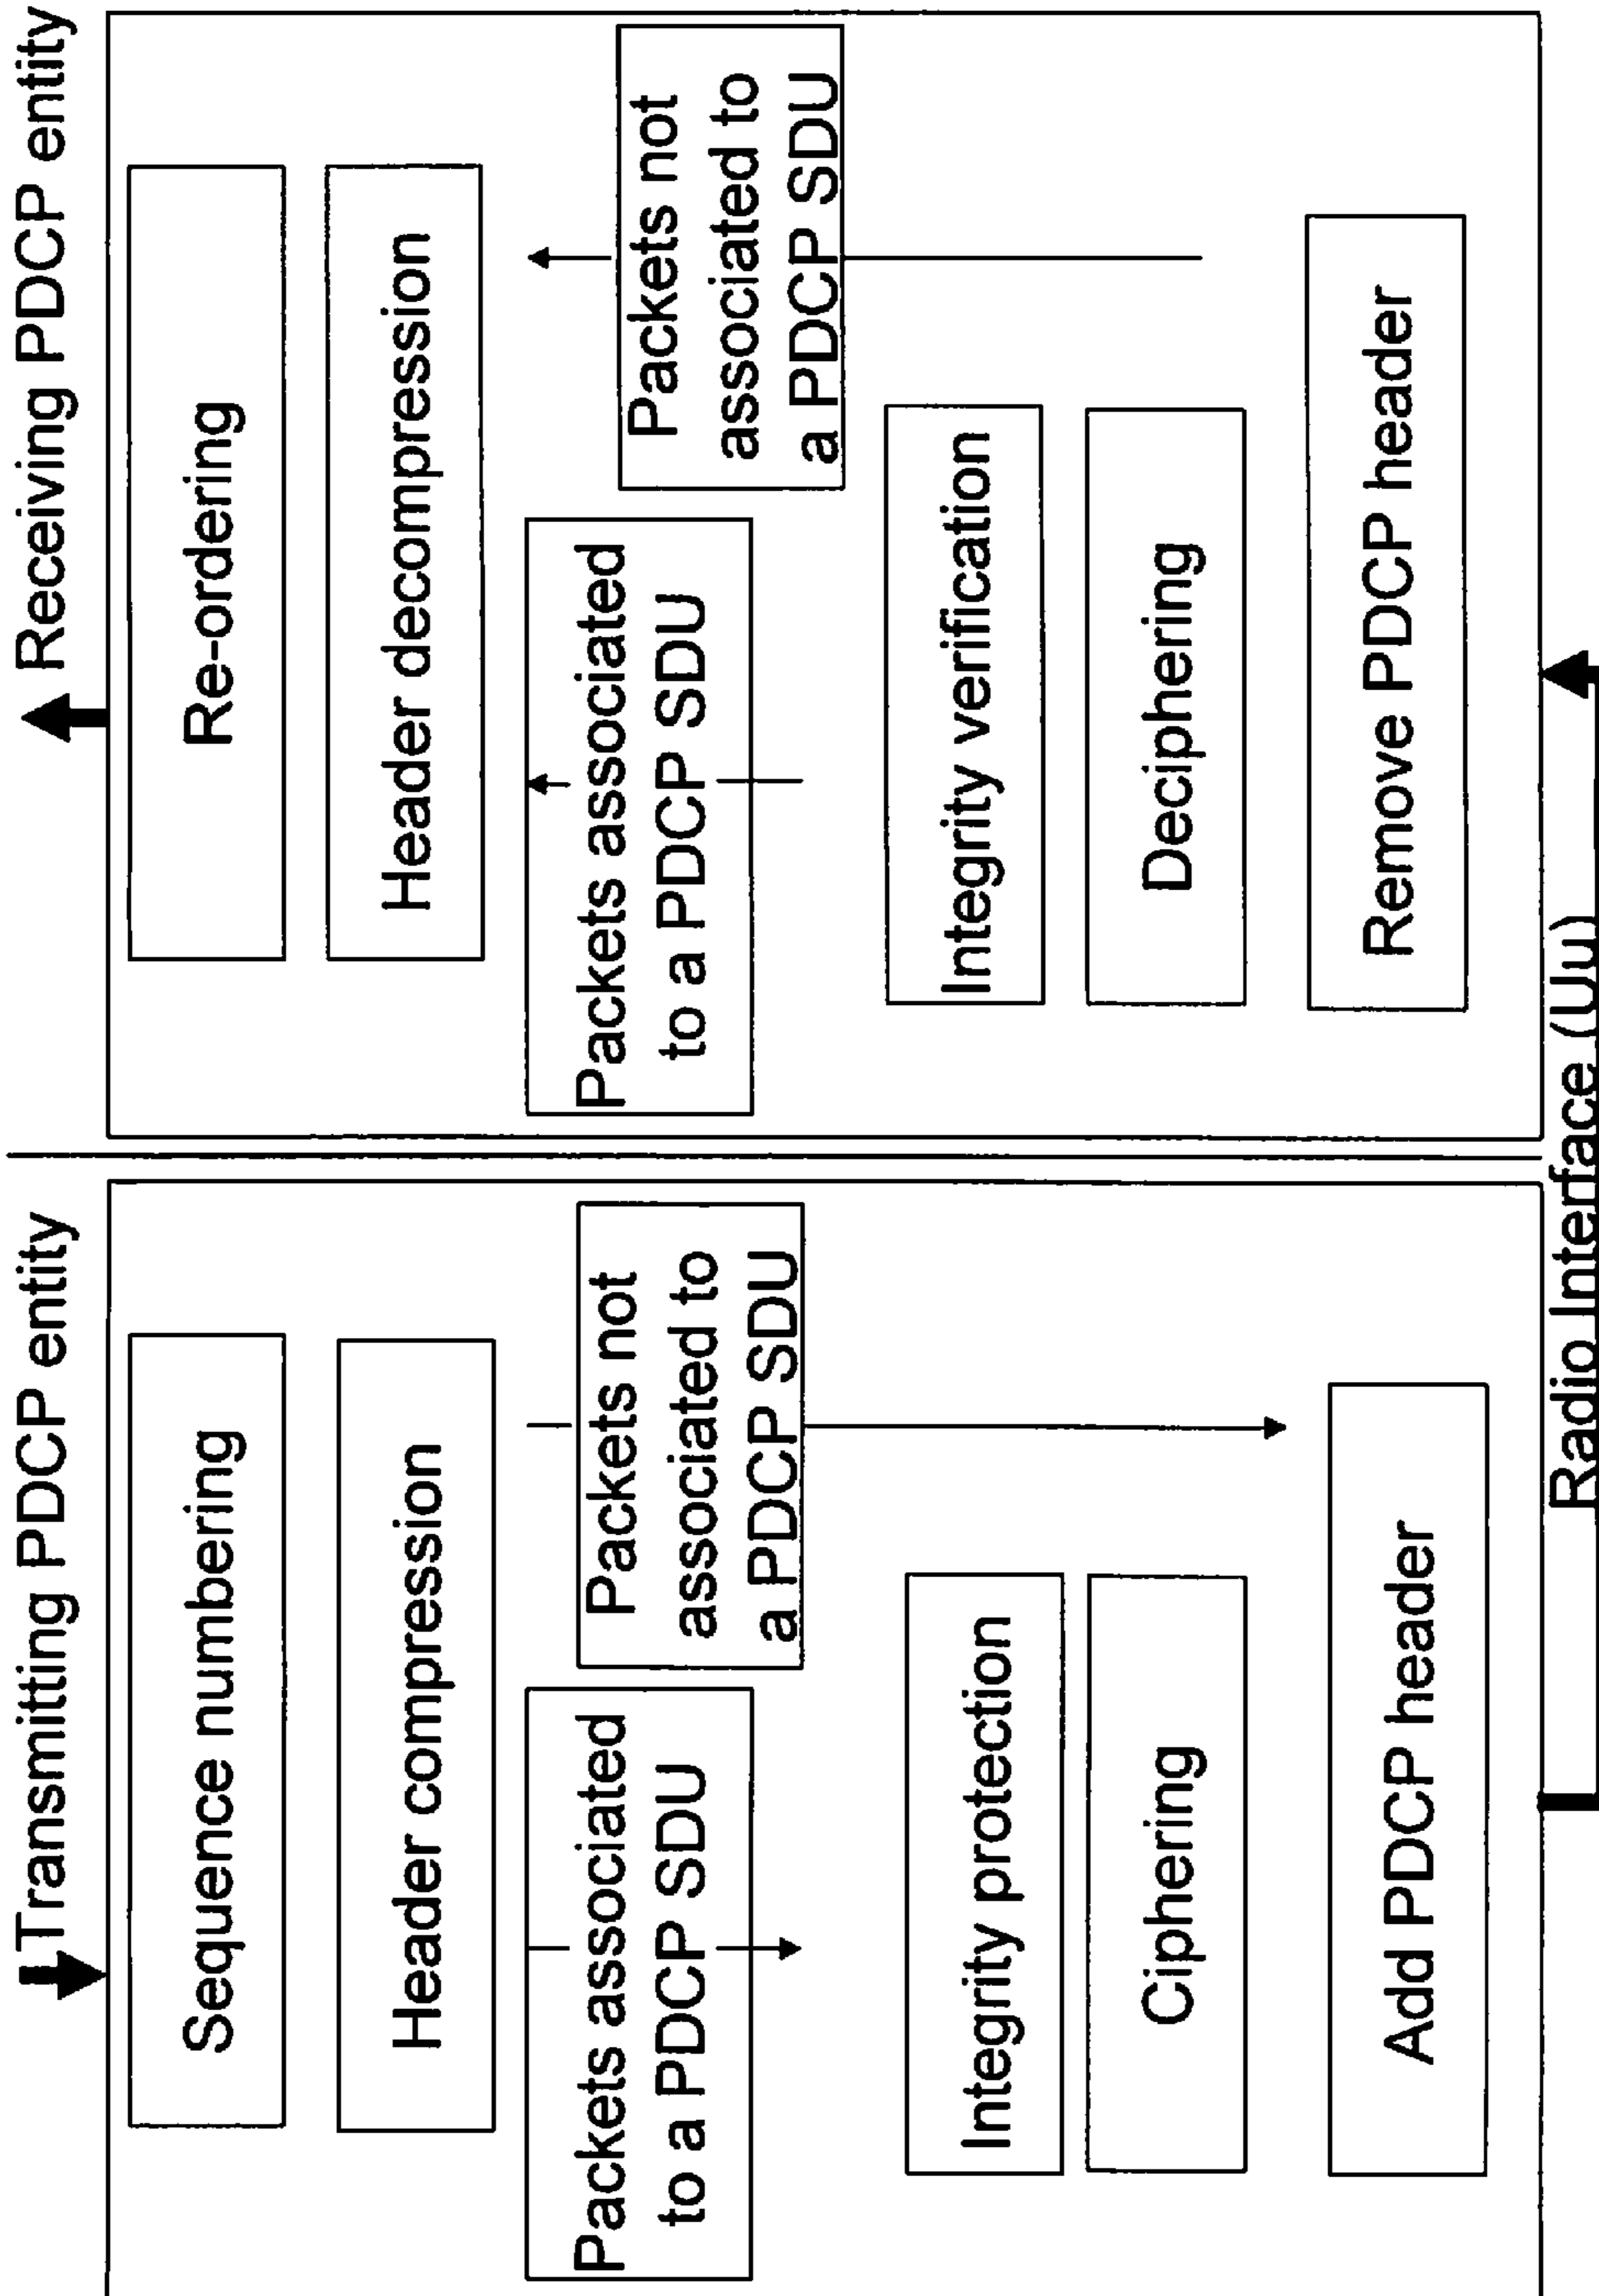 Transmitting PDCP entity
Sequence numbering
Header compression
Packets associated
to a PDCP SDU
Packets not
associated to
a PDCP SDU
Integrity protection
Ciphering
Add PDCP header
Receiving PDCP entity
Re-ordering
Header decompression
Packets associated
to a PDCP SDU
Packets not
associated to
a PDCP SDU
Integrity verification
Deciphering
Remove PDCP header
Radio Interface (Uu)